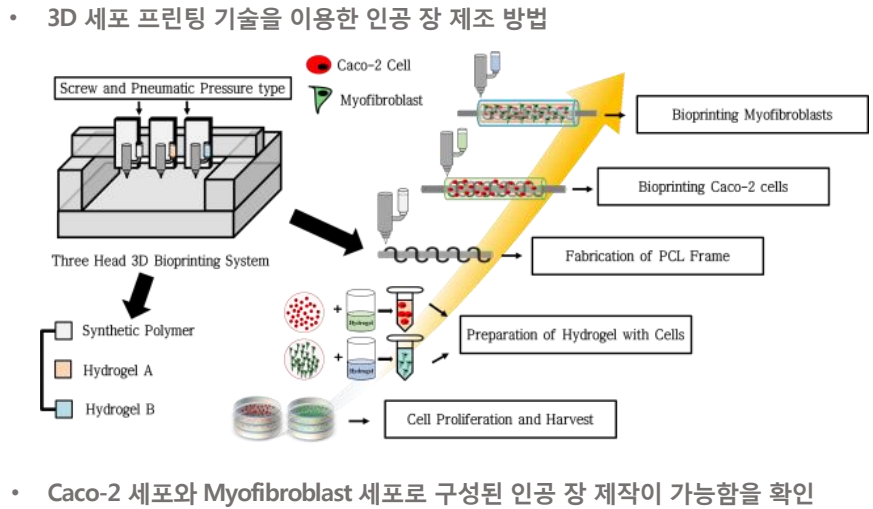 • 3D 세포 프린팅 기술을 이용한 인공 장 제조 방법
Screw and Pneumatic Pressure type
Caco-2 Cell
Myofibroblast
Bioprinting Myofibroblasts
Bioprinting Caco-2 cells
Fabrication of PCL Frame
Three Head 3D Bioprinting System
Synthetic Polymer
Hydrogel A
Hydrogel B
+
Hydrogel
Preparation of Hydrogel with Cells
+
Hydrogel
Cell Proliferation and Harvest
• Caco-2 세포와 Myofibroblast 세포로 구성된 인공 장 제작이 가능함을 확인